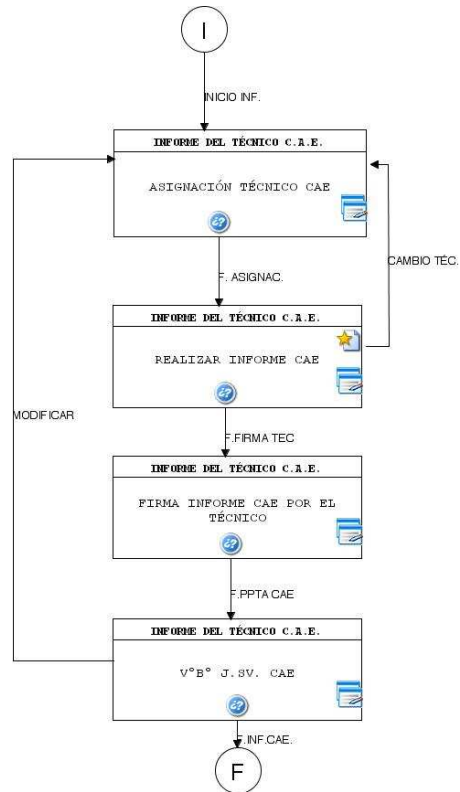 I
INICIO INF.
INFORME DEL TÉCNICO C.A.E.
ASIGNACIÓN TÉCNICO CAE
¿?
CAMBIO TÉC.
F. ASIGNAC.
INFORME DEL TÉCNICO C.A.E.
REALIZAR INFORME CAE
¿?
MODIFICAR
F.FIRMA TEC
INFORME DEL TÉCNICO C.A.E.
FIRMA INFORME CAE POR EL
TÉCNICO
¿?
F.PPTA CAE
INFORME DEL TÉCNICO C.A.E.
VºBº J.SV. CAE
¿?
F.INF.CAE.
F